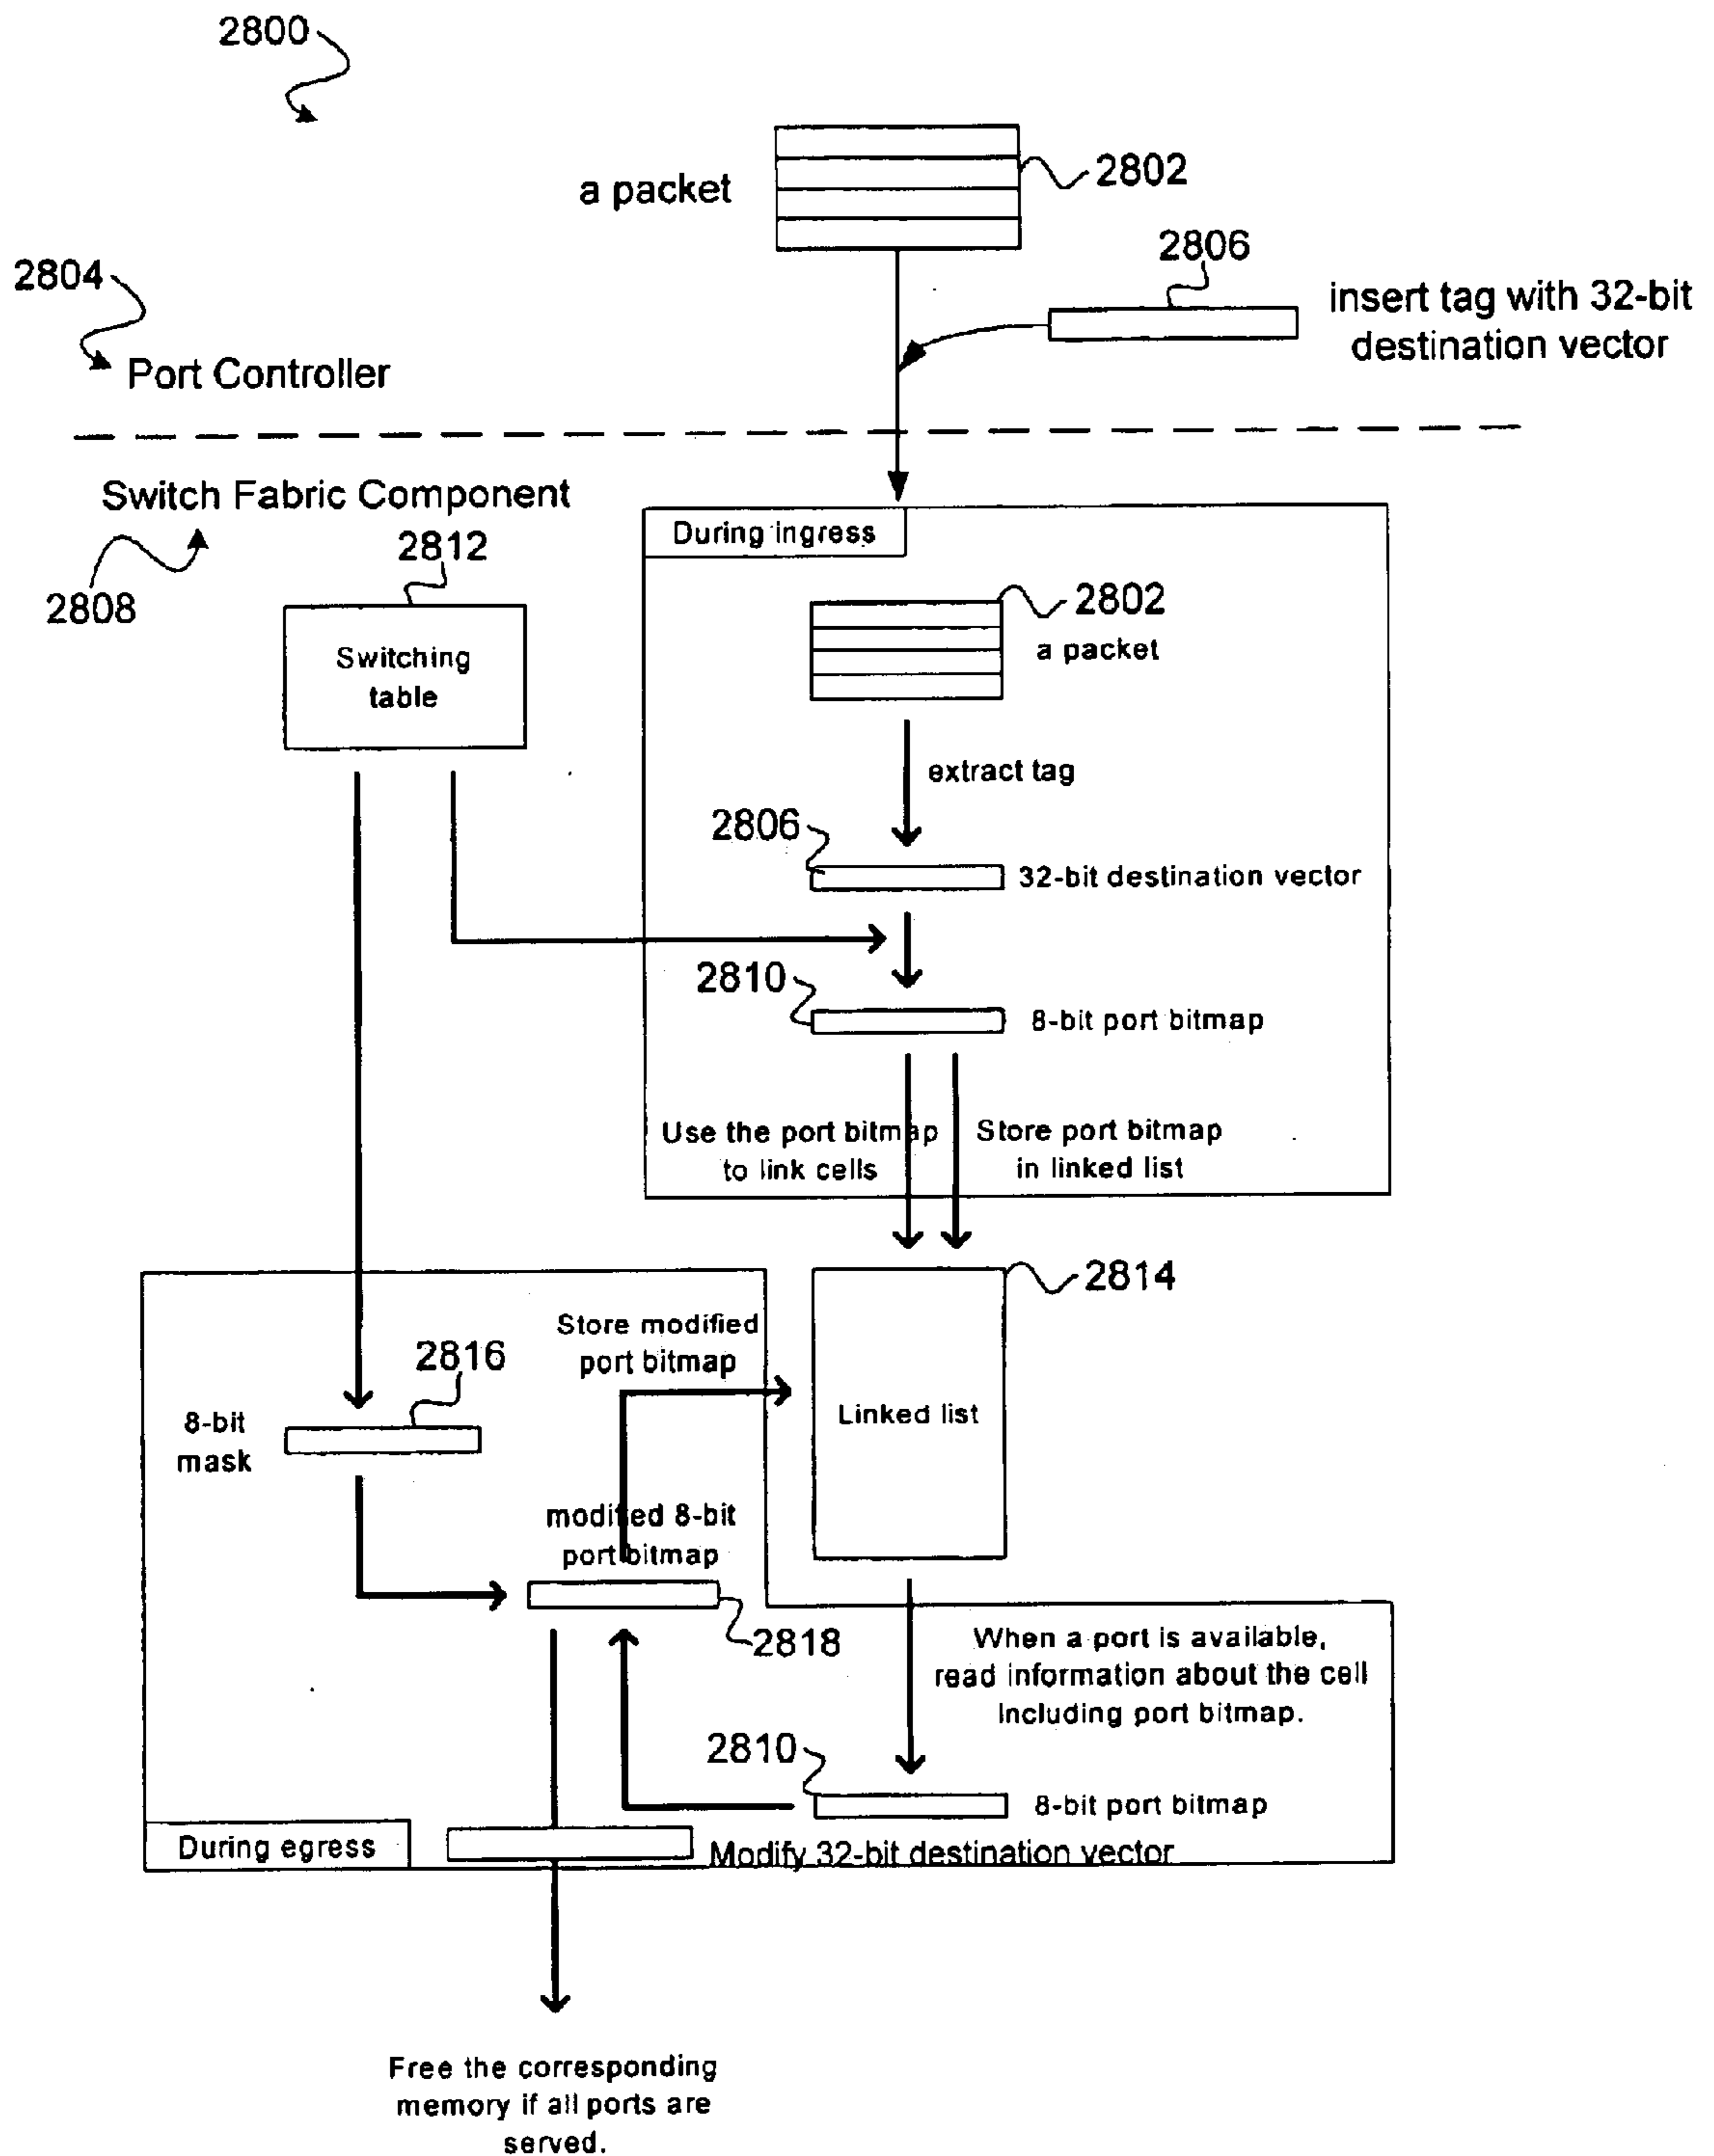 2800
a packet
2802
2806
2804
insert tag with 32-bit
destination vector
Port Controller
Switch Fabric Component
2808
2812
Switching
table
During ingress
2802
a packet
extract tag
2806
32-bit destination vector
2810
8-bit port bitmap
Use the port bitmap
to link cells
Store port bitmap
in linked list
2814
Linked list
Store modified
port bitmap
2816
8-bit
mask
modified 8-bit
port bitmap
2818
When a port is available,
read information about the cell
including port bitmap.
2810
8-bit port bitmap
During egress
Modify 32-bit destination vector
Free the corresponding
memory if all ports are
served.